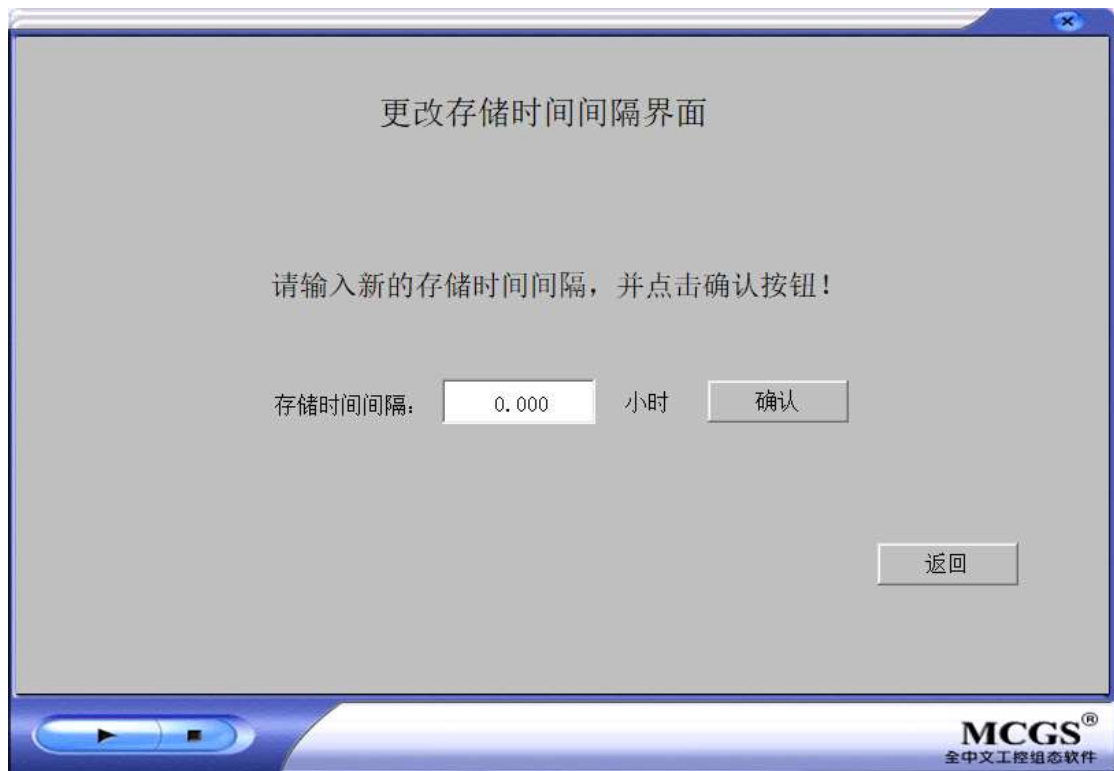 更改存储时间间隔界面
请输入新的存储时间间隔，并点击确认按钮！
存储时间间隔： 0.000 小时 确认
返回
MCGS®
全中文工控组态软件